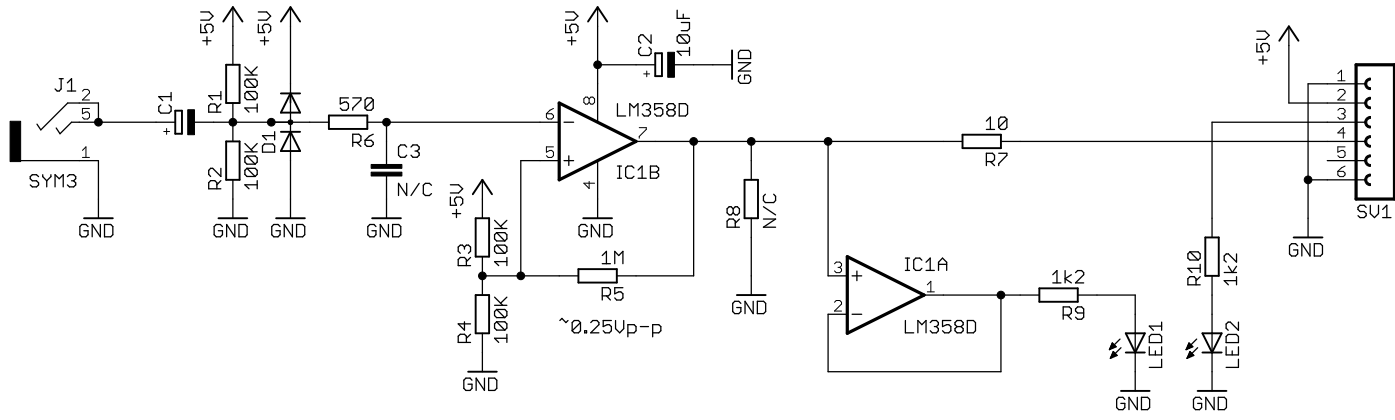 +5V
+5V
+5V
+5V
J1
2
5
1
SYM3
GND
C1
+
R1
100K
R2
100K
GND
D1
GND
570
R6
C3
N/C
GND
6
5
8
4
7
LM358D
IC1B
GND
C2
10uF
+
GND
+5V
R3
100K
R4
100K
GND
1M
R5
~0.25Vp-p
R8
N/C
GND
3
2
1
IC1A
LM358D
1k2
R9
LED1
GND
10
R7
R10
1k2
LED2
GND
1
2
3
4
5
6
SV1
GND